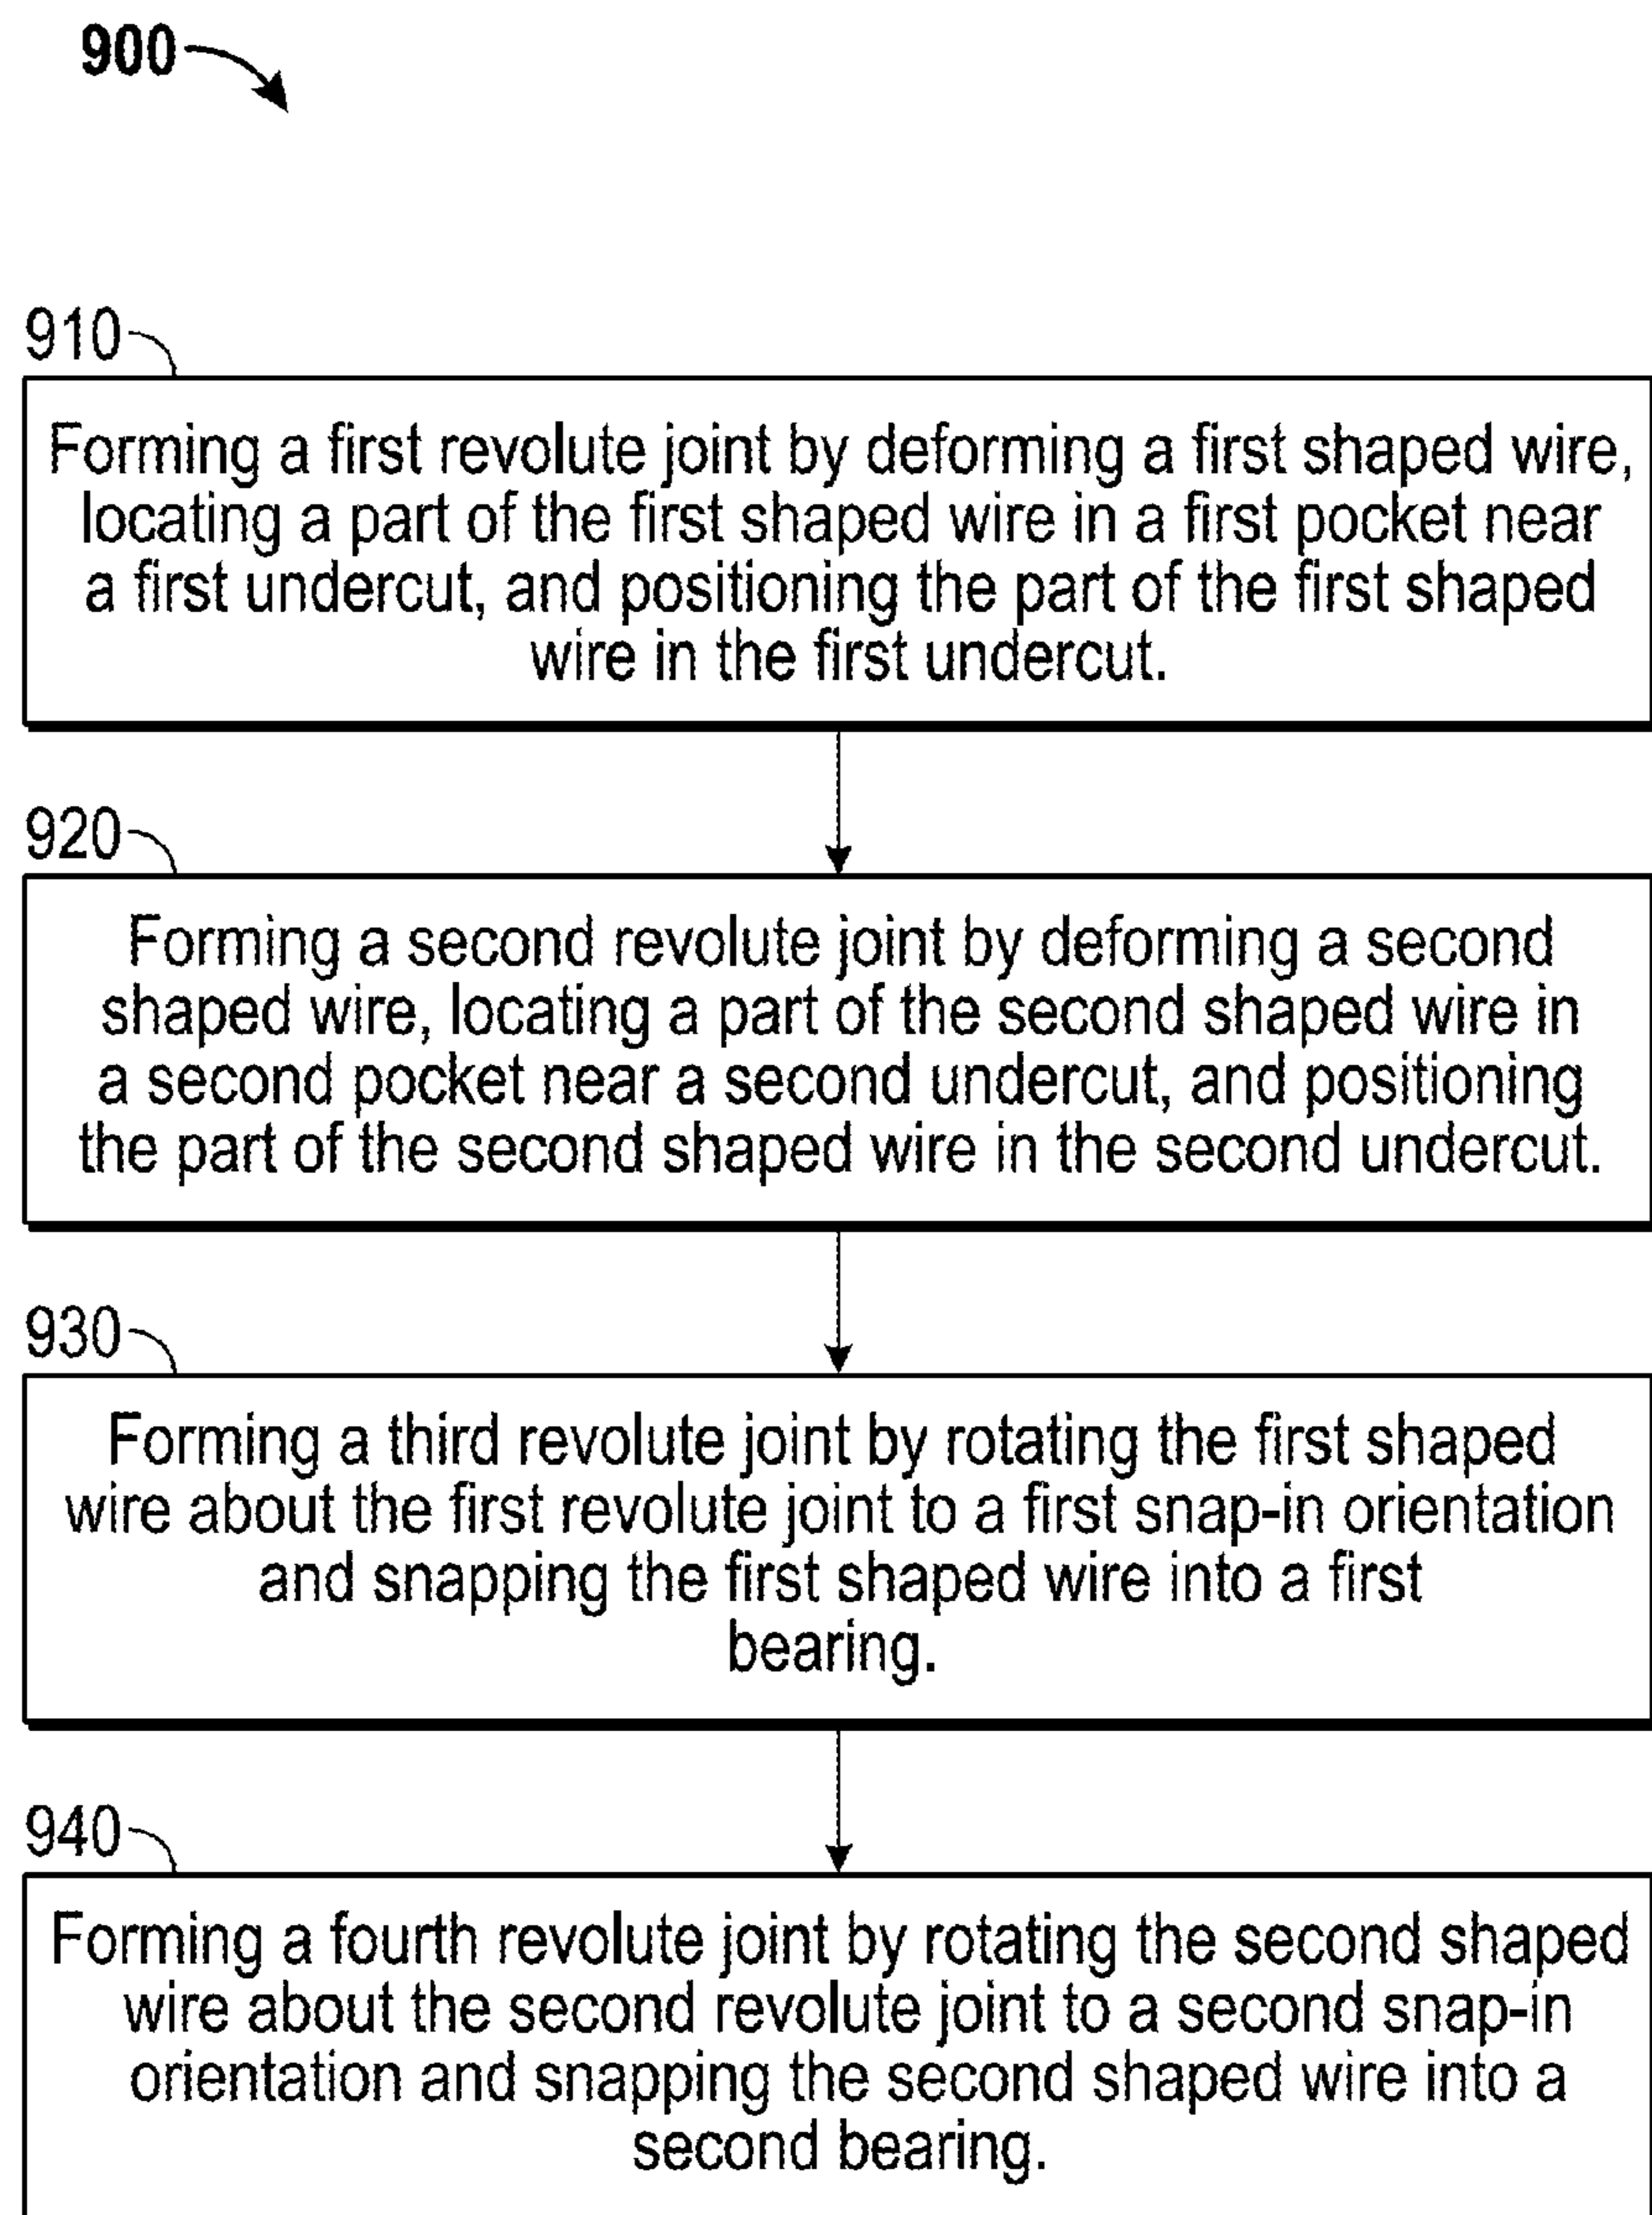 900
910
Forming a first revolute joint by deforming a first shaped wire,
locating a part of the first shaped wire in a first pocket near
a first undercut, and positioning the part of the first shaped
wire in the first undercut.
920
Forming a second revolute joint by deforming a second
shaped wire, locating a part of the second shaped wire in
a second pocket near a second undercut, and positioning
the part of the second shaped wire in the second undercut.
930
Forming a third revolute joint by rotating the first shaped
wire about the first revolute joint to a first snap-in orientation
and snapping the first shaped wire into a first
bearing.
940
Forming a fourth revolute joint by rotating the second shaped
wire about the second revolute joint to a second snap-in
orientation and snapping the second shaped wire into a
second bearing.